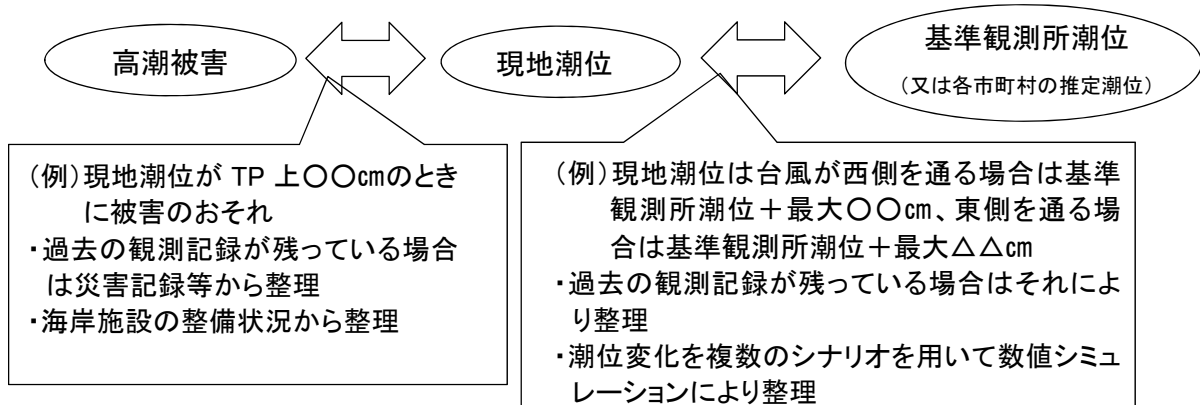 高潮被害
現地潮位
基準観測所潮位
(又は各市町村の推定潮位)
(例)現地潮位が TP 上〇〇㎝のとき
に被害のおそれ
・過去の観測記録が残っている場合
は災害記録等から整理
・海岸施設の整備状況から整理
(例)現地潮位は台風が西側を通る場合は基準
観測所潮位+最大〇〇㎝、東側を通る場
合は基準観測所潮位+最大△△㎝
・過去の観測記録が残っている場合はそれによ
り整理
・潮位変化を複数のシナリオを用いて数値シミュ
レーションにより整理